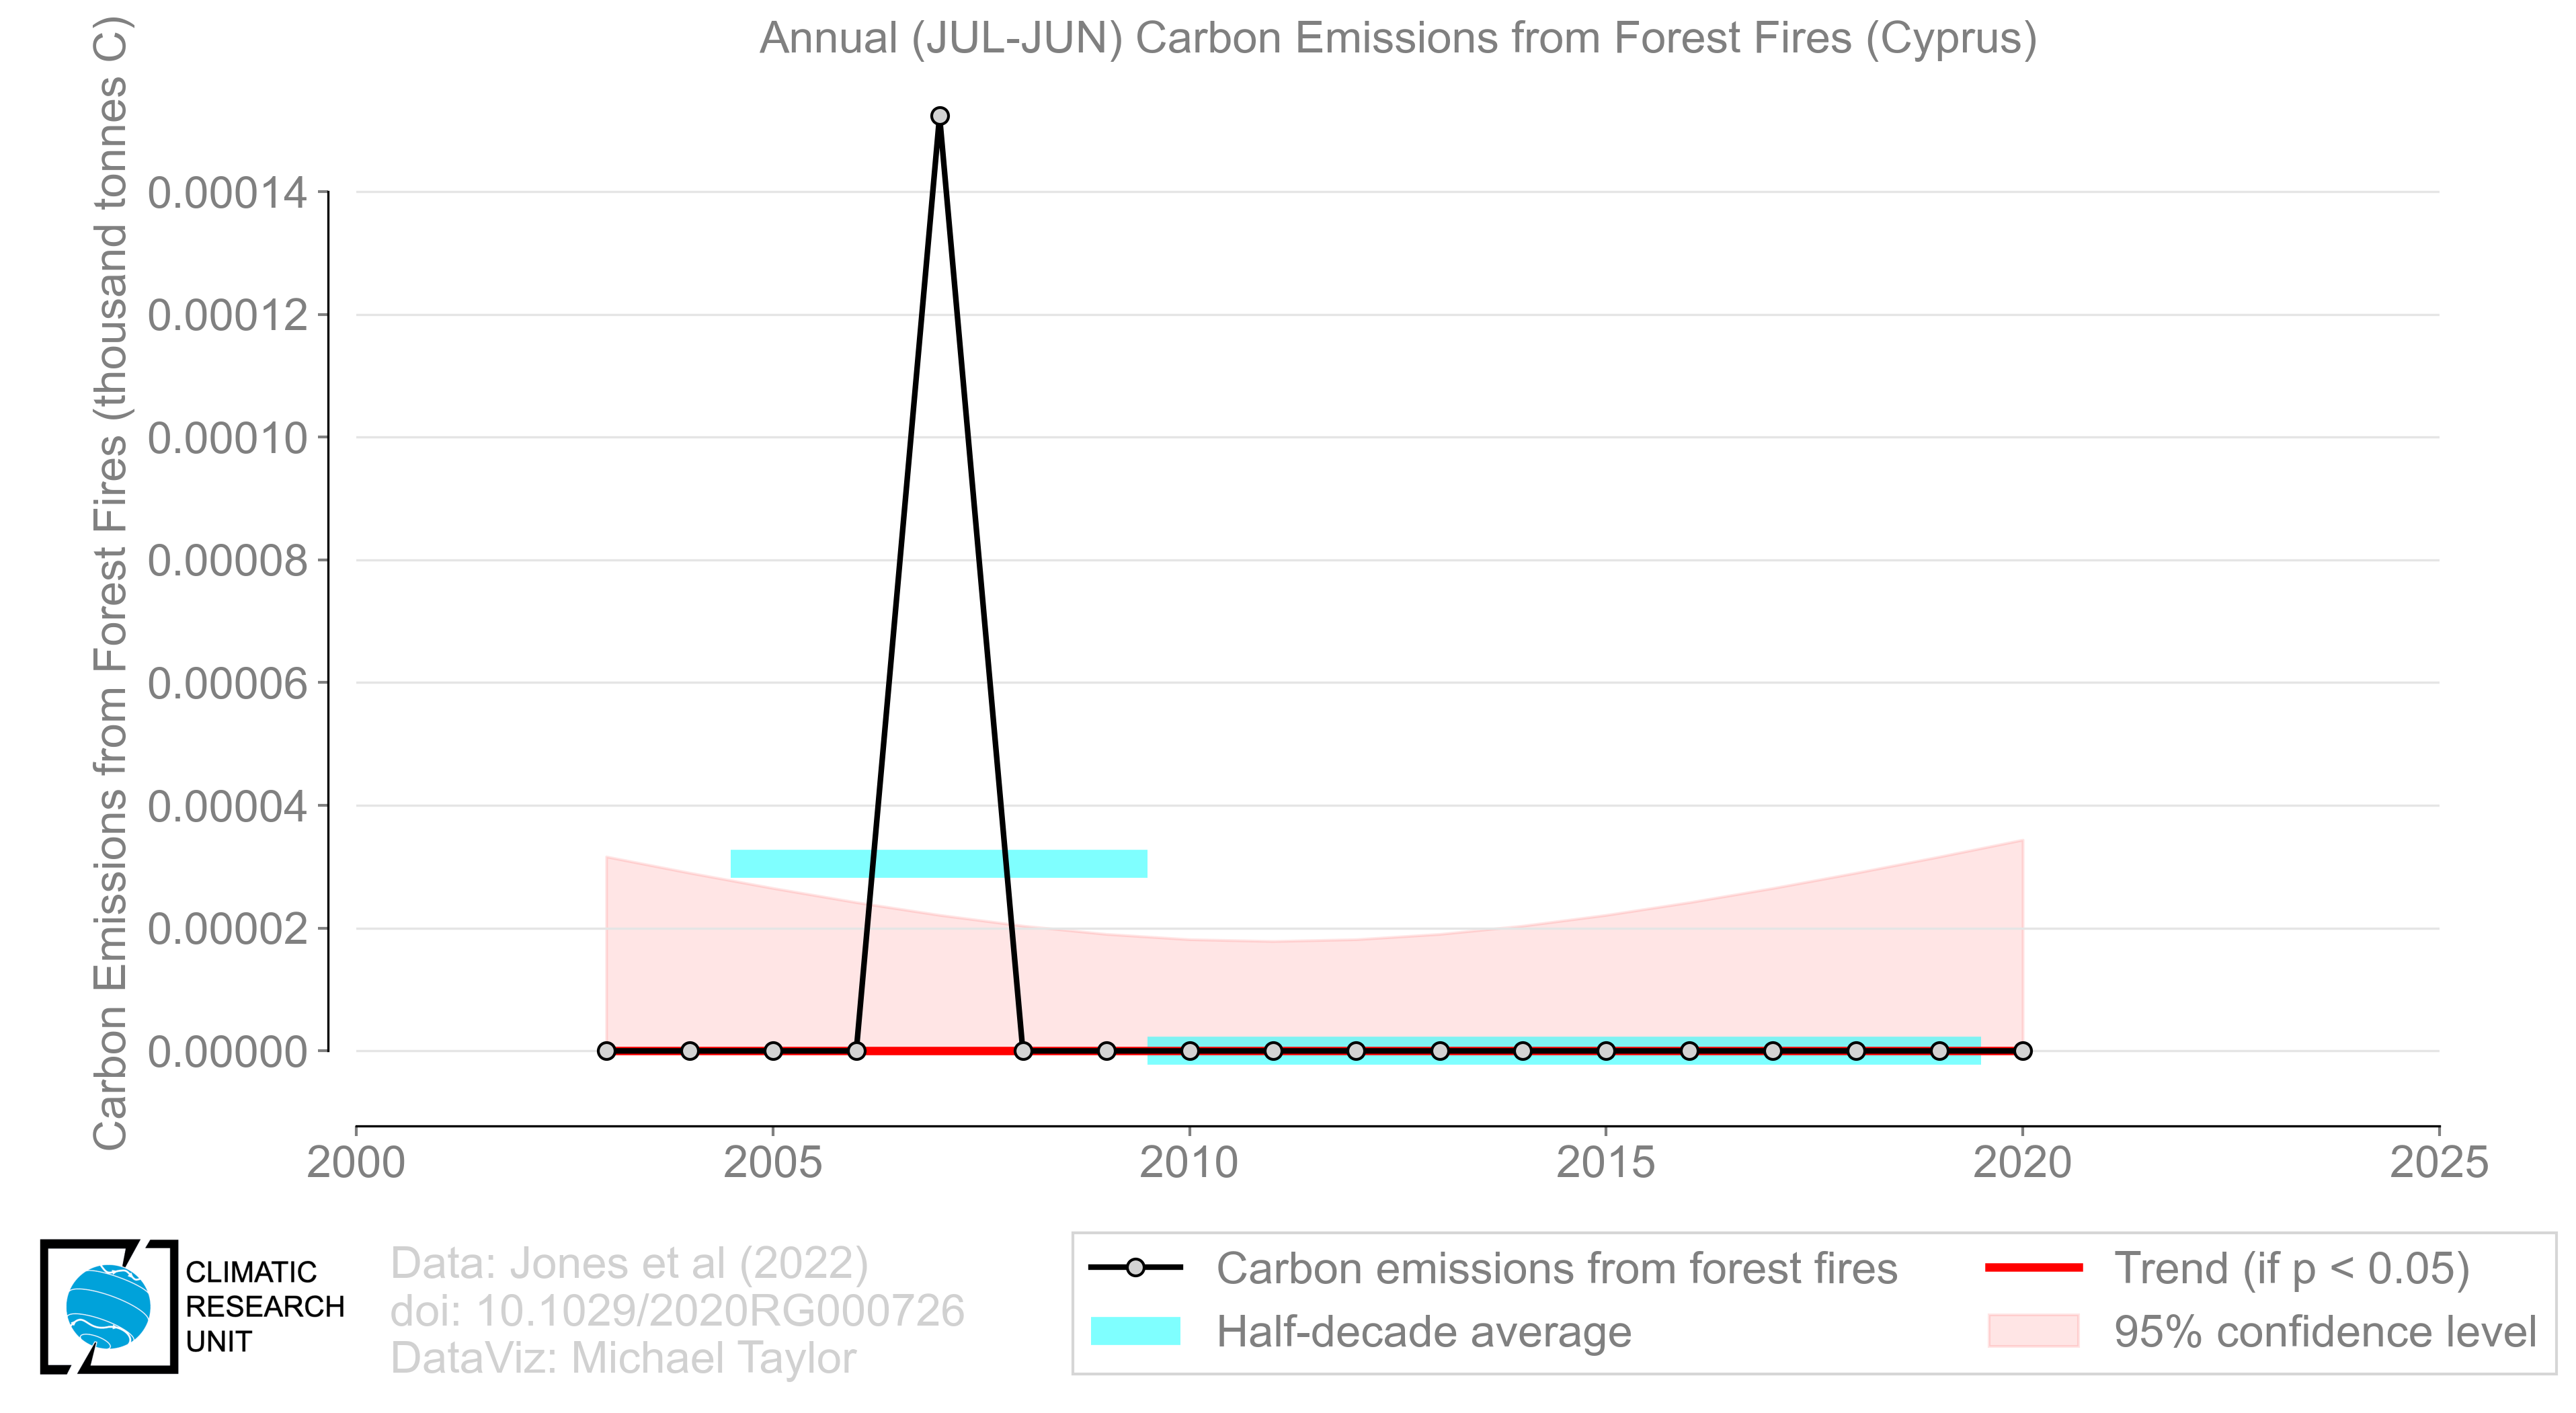 Annual (JUL-JUN) Carbon Emissions from Forest Fires (Cyprus)
Carbon Emissions from Forest Fires (thousand tonnes C)
0.00014
0.00012
0.00010
0.00008
0.00006
0.00004
0.00002
0.00000
2000 2005 2010 2015 2020 2025
CLIMATIC
RESEARCH
UNIT
Data: Jones et al (2022)
doi: 10.1029/2020RG000726
DataViz: Michael Taylor
Carbon emissions from forest fires
Half-decade average
Trend (if p < 0.05)
95% confidence level